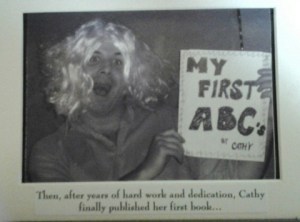 MY
FIRST
ABC's
BY CATHY
Then, after years of hard work and dedication, Cathy
finally published her first book...